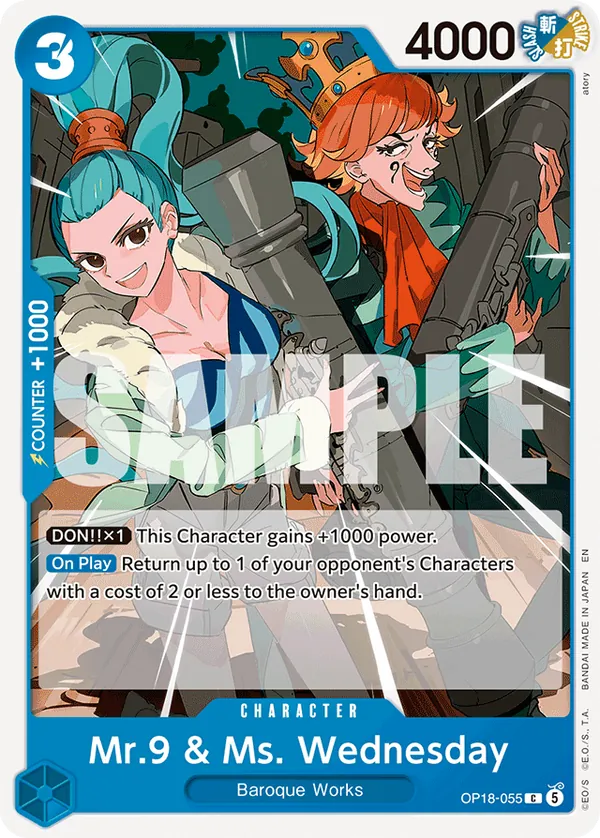 3
4000
SLASH 斬 打 STRIKE
atory
COUNTER +1000
SAMPLE
DON!!×1 This Character gains +1000 power.
On Play Return up to 1 of your opponent's Characters
with a cost of 2 or less to the owner's hand.
CHARACTER
Mr.9 & Ms. Wednesday
Baroque Works
OP18-055 C 5
©EO/S ©E.O./S., T.A. BANDAI MADE IN JAPAN EN